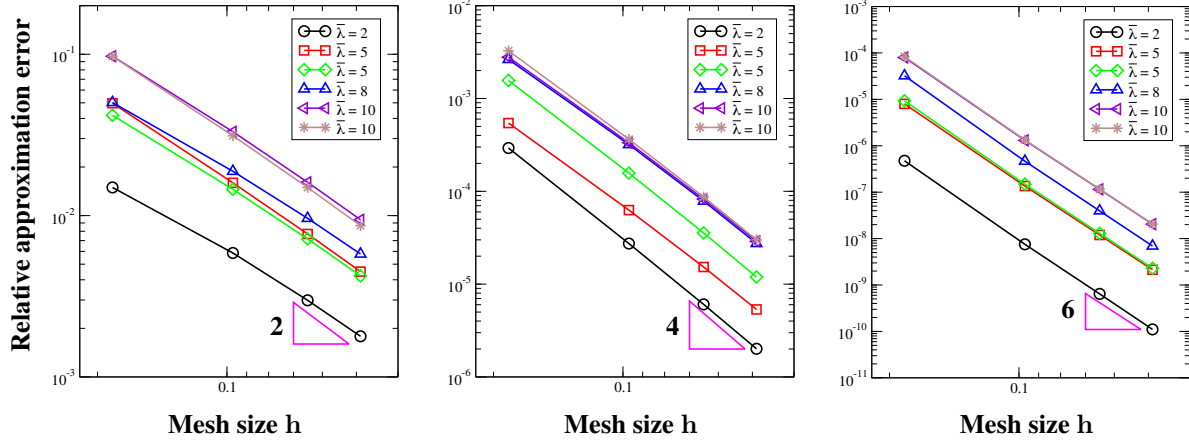 Relative approximation error
10^-1
10^-2
10^-3
0.1
λ̄ = 2
λ̄ = 5
λ̄ = 5
λ̄ = 8
λ̄ = 10
λ̄ = 10
2
Mesh size h
10^-2
10^-3
10^-4
10^-5
10^-6
0.1
λ̄ = 2
λ̄ = 5
λ̄ = 5
λ̄ = 8
λ̄ = 10
λ̄ = 10
4
Mesh size h
10^-3
10^-4
10^-5
10^-6
10^-7
10^-8
10^-9
10^-10
10^-11
0.1
λ̄ = 2
λ̄ = 5
λ̄ = 5
λ̄ = 8
λ̄ = 10
λ̄ = 10
6
Mesh size h